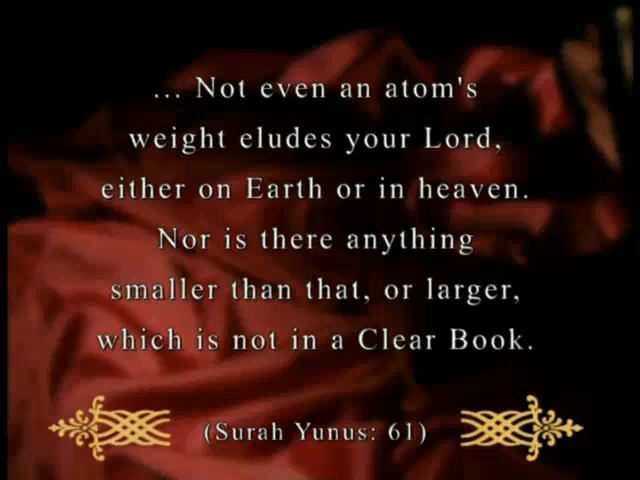 ... Not even an atom's
weight eludes your Lord,
either on Earth or in heaven.
Nor is there anything
smaller than that, or larger,
which is not in a Clear Book.
(Surah Yunus: 61)